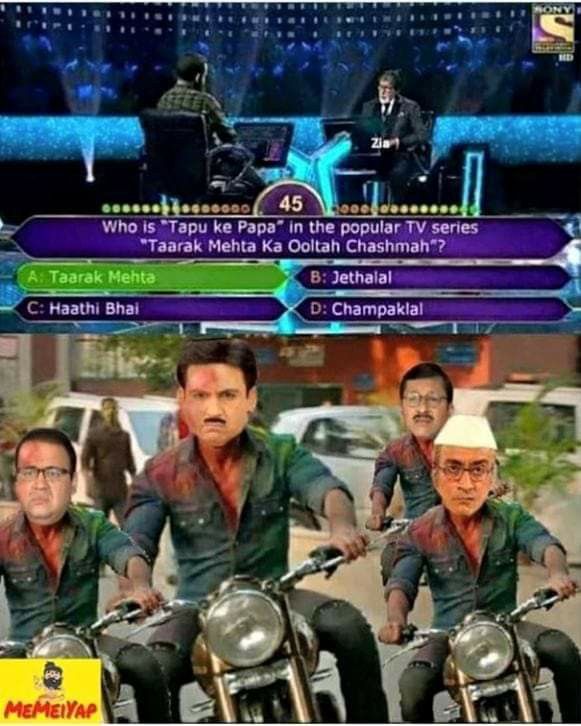 SONY
HD
Zia
45
Who is "Tapu ke Papa" in the popular TV series
"Taarak Mehta Ka Ooltah Chashmah"?
A: Taarak Mehta
B: Jethalal
C: Haathi Bhai
D: Champaklal
MEMEIYAP